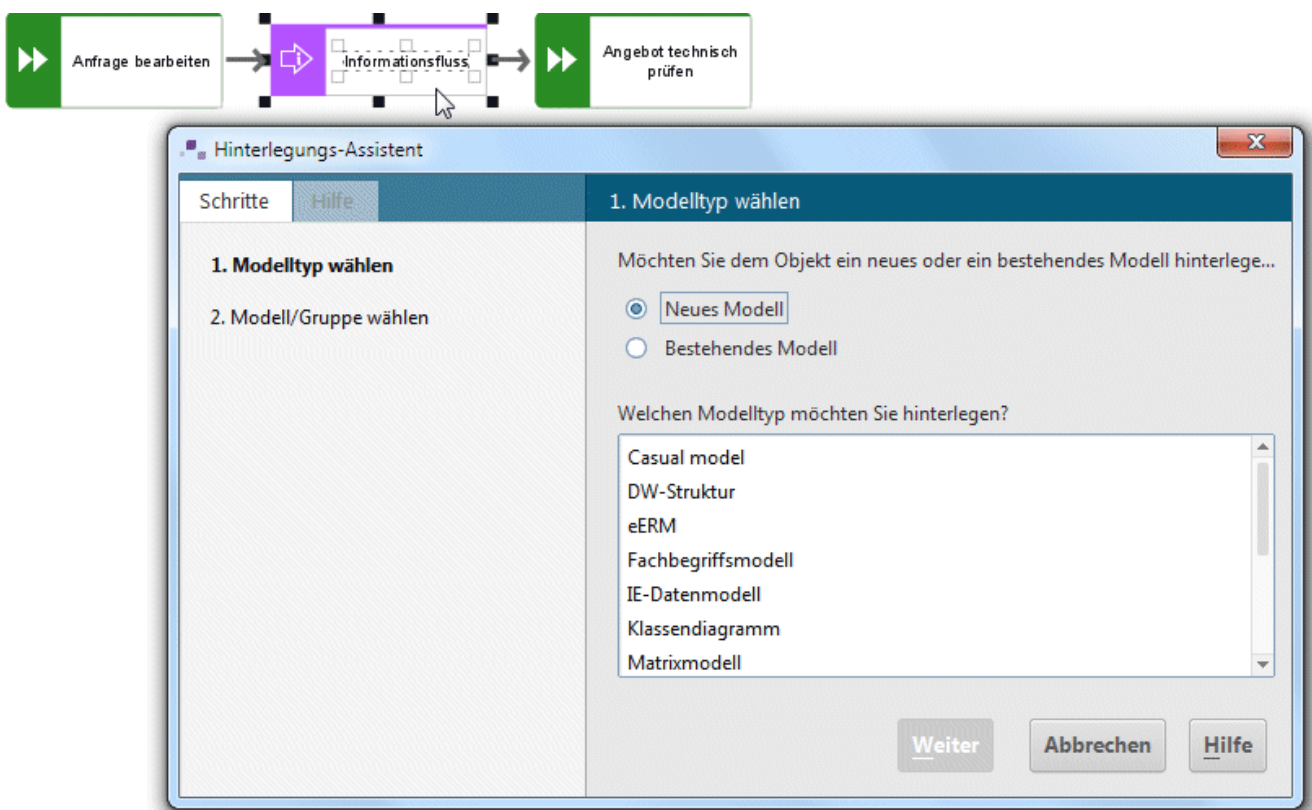 Anfrage bearbeiten
Informationsfluss
Angebot technisch
prüfen
Hinterlegungs-Assistent
Schritte
Hilfe
1. Modelltyp wählen
2. Modell/Gruppe wählen
1. Modelltyp wählen
Möchten Sie dem Objekt ein neues oder ein bestehendes Modell hinterlege...
Neues Modell
Bestehendes Modell
Welchen Modelltyp möchten Sie hinterlegen?
Casual model
DW-Struktur
eERM
Fachbegriffsmodell
IE-Datenmodell
Klassendiagramm
Matrixmodell
Weiter
Abbrechen
Hilfe